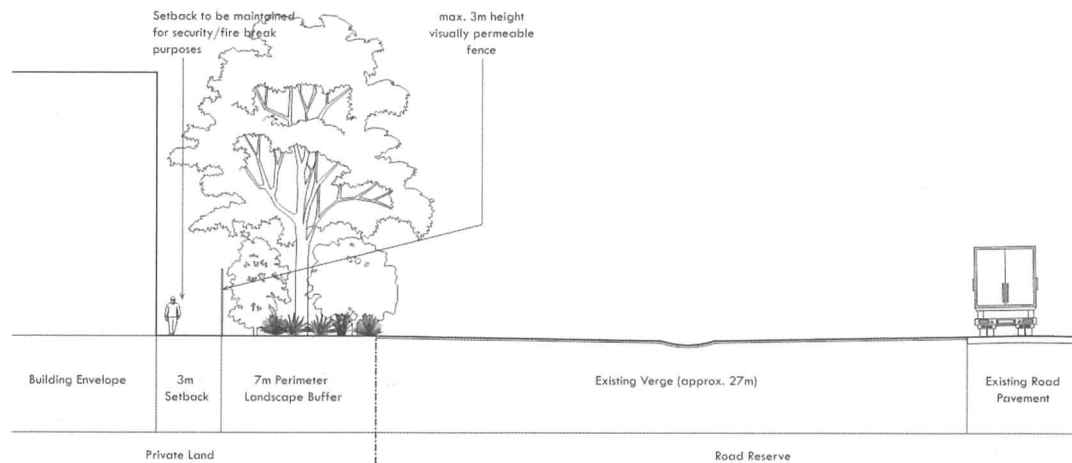 Setback to be maintained
for security/fire break
purposes
max. 3m height
visually permeable
fence
Building Envelope
3m
Setback
7m Perimeter
Landscape Buffer
Existing Verge (approx. 27m)
Existing Road
Pavement
Private Land
Road Reserve